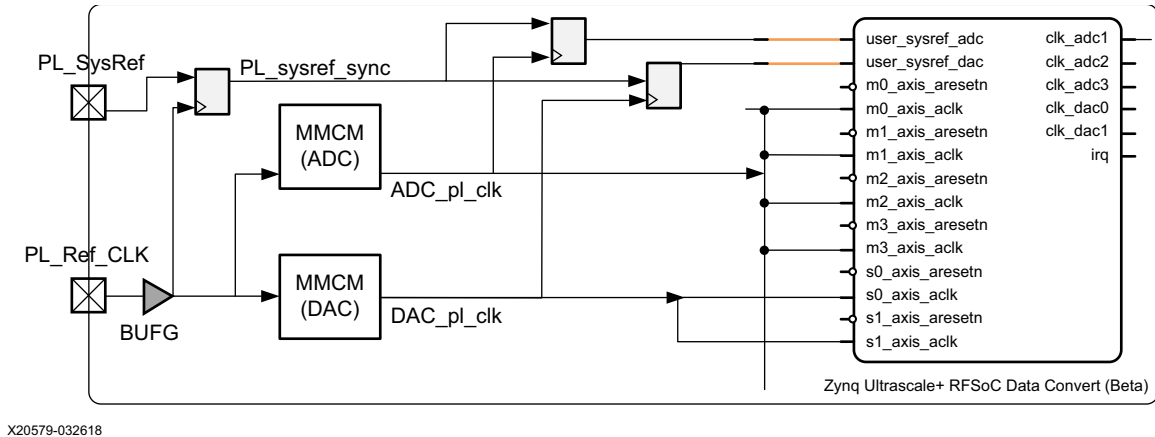 PL_SysRef
PL_sysref_sync
MMCM
(ADC)
ADC_pl_clk
PL_Ref_CLK
BUFG
MMCM
(DAC)
DAC_pl_clk
user_sysref_adc
user_sysref_dac
m0_axis_aresetn
m0_axis_aclk
m1_axis_aresetn
m1_axis_aclk
m2_axis_aresetn
m2_axis_aclk
m3_axis_aresetn
m3_axis_aclk
s0_axis_aresetn
s0_axis_aclk
s1_axis_aresetn
s1_axis_aclk
clk_adc1
clk_adc2
clk_adc3
clk_dac0
clk_dac1
irq
Zynq Ultrascale+ RFSoC Data Convert (Beta)
X20579-032618